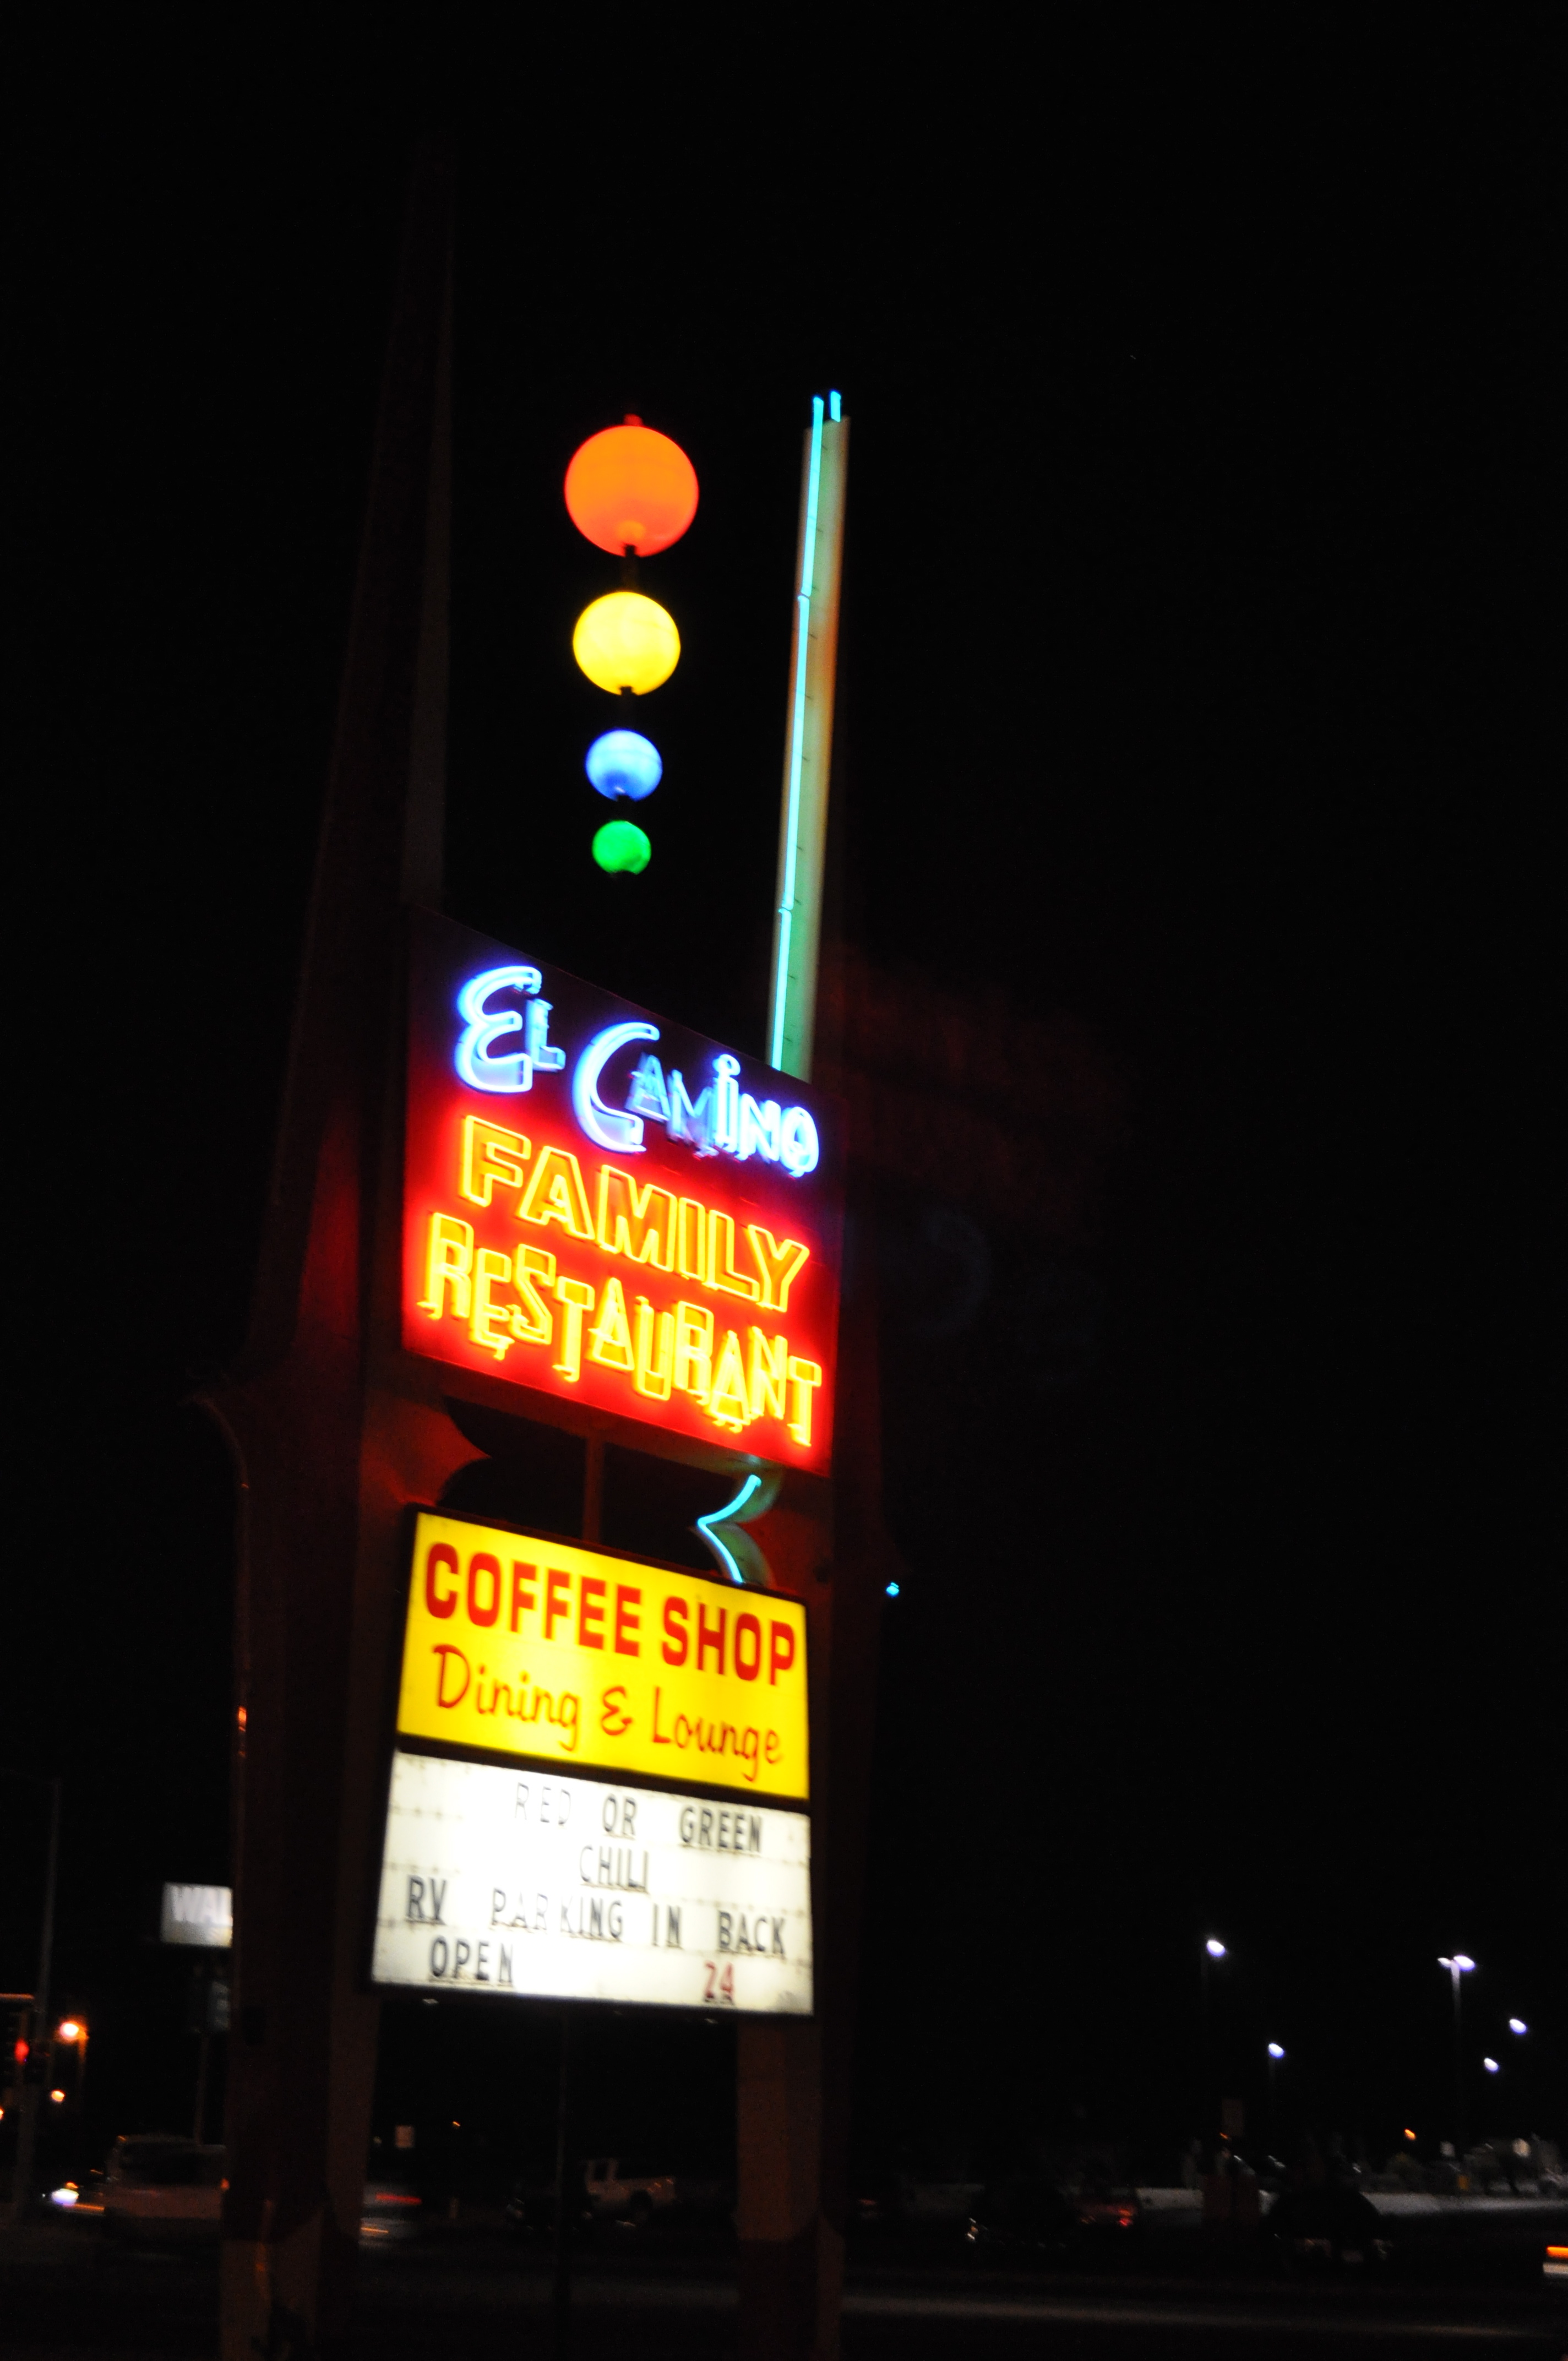 El Camino
FAMILY
RESTAURANT
COFFEE SHOP
Dining & Lounge
RED OR GREEN
CHILI
RV PARKING IN BACK
OPEN 24